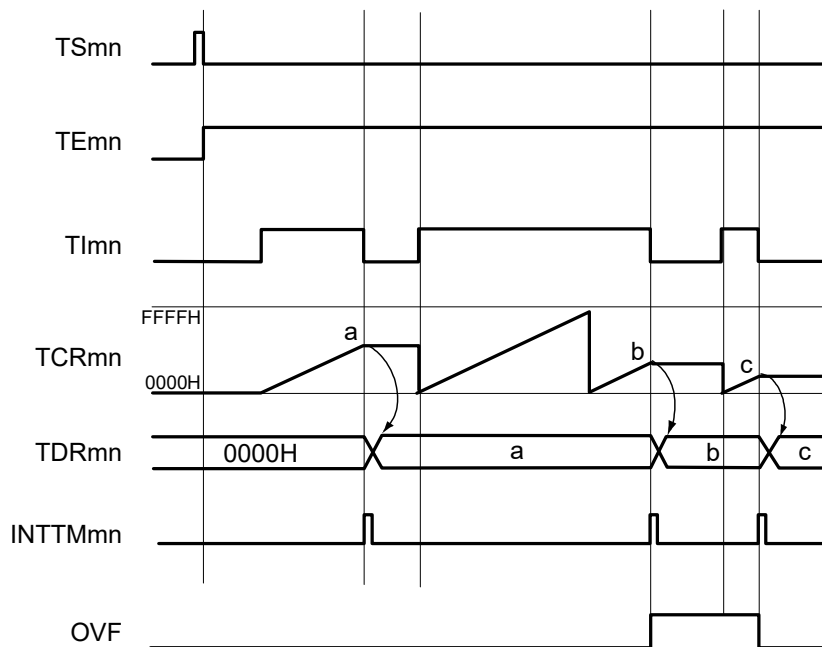 TSmn
TEmn
TImn
FFFFH
a
b
c
TCRmn
0000H
TDRmn
0000H
a
b
c
INTTMmn
OVF